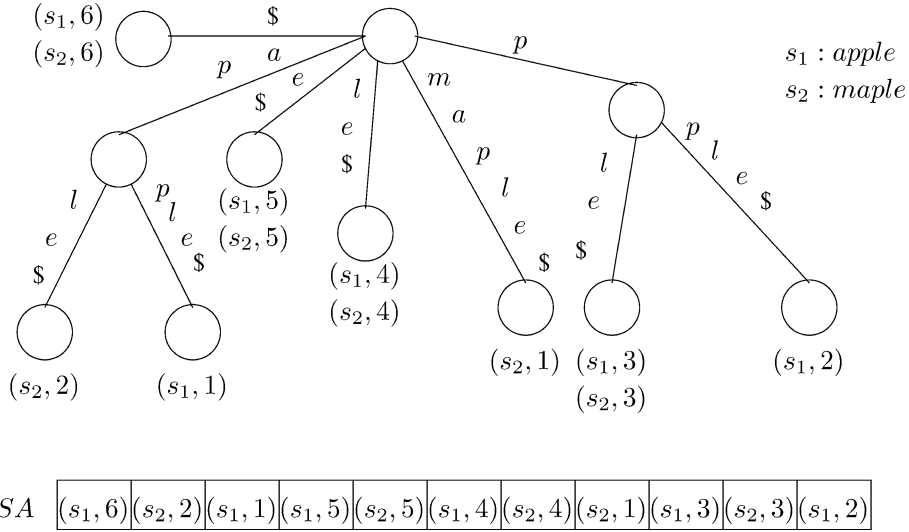 (s₁, 6) $
(s₂, 6)
s₁ : apple
s₂ : maple
p a
e
$
l
e
$
m
a
p
l
e
$
p
l
e
$
p
l
e
$
(s₁, 5)
(s₂, 5)
(s₁, 4)
(s₂, 4)
l
e
$
p
l
e
$
(s₂, 2) (s₁, 1) (s₂, 1) (s₁, 3) (s₁, 2)
(s₂, 3)
SA (s₁, 6) (s₂, 2) (s₁, 1) (s₁, 5) (s₂, 5) (s₁, 4) (s₂, 4) (s₂, 1) (s₁, 3) (s₂, 3) (s₁, 2)